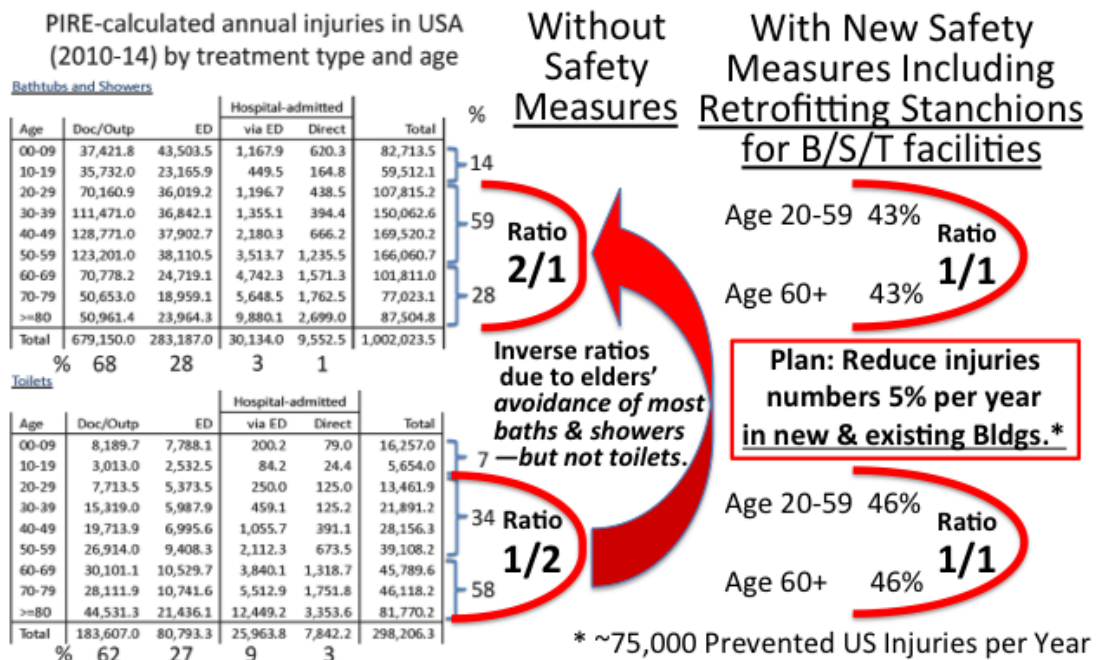 PIRE-calculated annual injuries in USA
(2010-14) by treatment type and age
Bathtubs and Showers
Hospital-admitted
Age Doc/Outp ED via ED Direct Total %
00-09 37,421.8 43,503.5 1,167.9 620.3 82,713.5
10-19 35,732.0 23,165.9 449.5 164.8 59,512.1
14
20-29 70,160.9 36,019.2 1,196.7 438.5 107,815.2
30-39 111,471.0 36,842.1 1,355.1 394.4 150,062.6
40-49 128,771.0 37,902.7 2,180.3 666.2 169,520.2
50-59 123,201.0 38,110.5 3,513.7 1,235.5 166,060.7
59
60-69 70,778.2 24,719.1 4,742.3 1,571.3 101,811.0
70-79 50,653.0 18,959.1 5,648.5 1,762.5 77,023.1
>=80 50,961.4 23,964.3 9,880.1 2,699.0 87,504.8
28
Total 679,150.0 283,187.0 30,134.0 9,552.5 1,002,023.5
% 68 28 3 1
Toilets
Hospital-admitted
Age Doc/Outp ED via ED Direct Total
00-09 8,189.7 7,788.1 200.2 79.0 16,257.0
10-19 3,013.0 2,532.5 84.2 24.4 5,654.0
7
20-29 7,713.5 5,373.5 250.0 125.0 13,461.9
30-39 15,319.0 5,987.9 459.1 125.2 21,891.2
40-49 19,713.9 6,995.6 1,055.7 391.1 28,156.3
50-59 26,914.0 9,408.3 2,112.3 673.5 39,108.2
34
60-69 30,101.1 10,529.7 3,840.1 1,318.7 45,789.6
70-79 28,111.9 10,741.6 5,512.9 1,751.8 46,118.2
>=80 44,531.3 21,436.1 12,449.2 3,353.6 81,770.2
58
Total 183,607.0 80,793.3 25,963.8 7,842.2 298,206.3
% 62 27 9 3
Without
Safety
Measures
Ratio
2/1
Inverse ratios
due to elders’
avoidance of most
baths & showers
—but not toilets.
Ratio
1/2
With New Safety
Measures Including
Retrofitting Stanchions
for B/S/T facilities
Age 20-59 43%
Age 60+ 43%
Ratio
1/1
Plan: Reduce injuries
numbers 5% per year
in new & existing Bldgs.*
Age 20-59 46%
Age 60+ 46%
Ratio
1/1
* ~75,000 Prevented US Injuries per Year